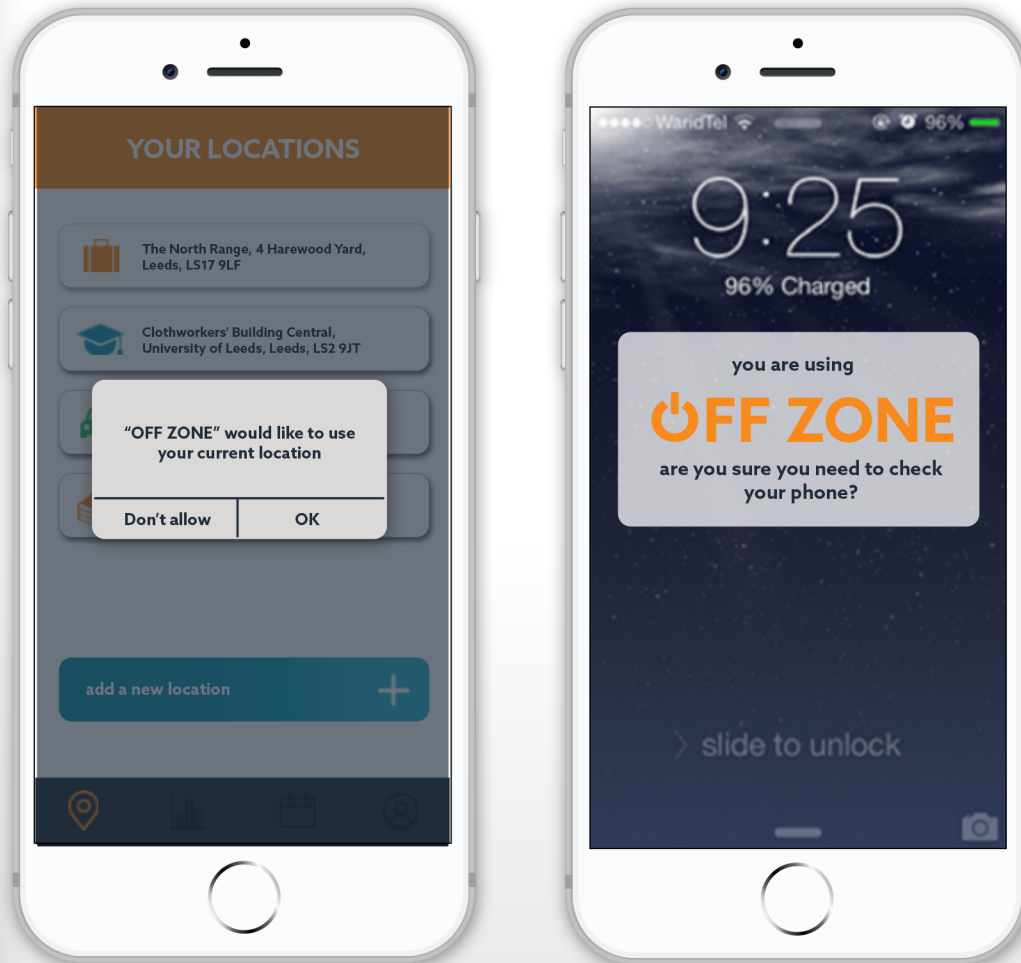 YOUR LOCATIONS
The North Range, 4 Harewood Yard,
Leeds, LS17 9LF
Clothworkers' Building Central,
University of Leeds, Leeds, LS2 9JT
“OFF ZONE” would like to use
your current location
Don't allow
OK
add a new location
WaridTel
96%
9:25
96% Charged
you are using
OFF ZONE
are you sure you need to check
your phone?
slide to unlock